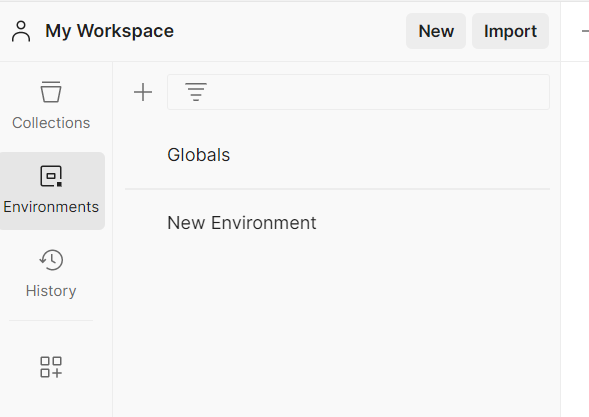 My Workspace
New
Import
Collections
Environments
History
Globals
New Environment